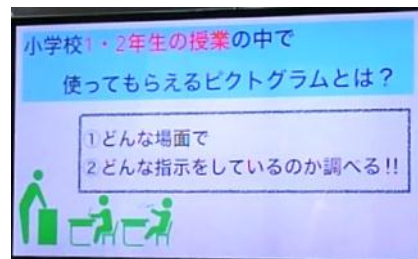 小学校1・2年生の授業の中で
使ってもらえるピクトグラムとは？
①どんな場面で
②どんな指示をしているのか調べる!!